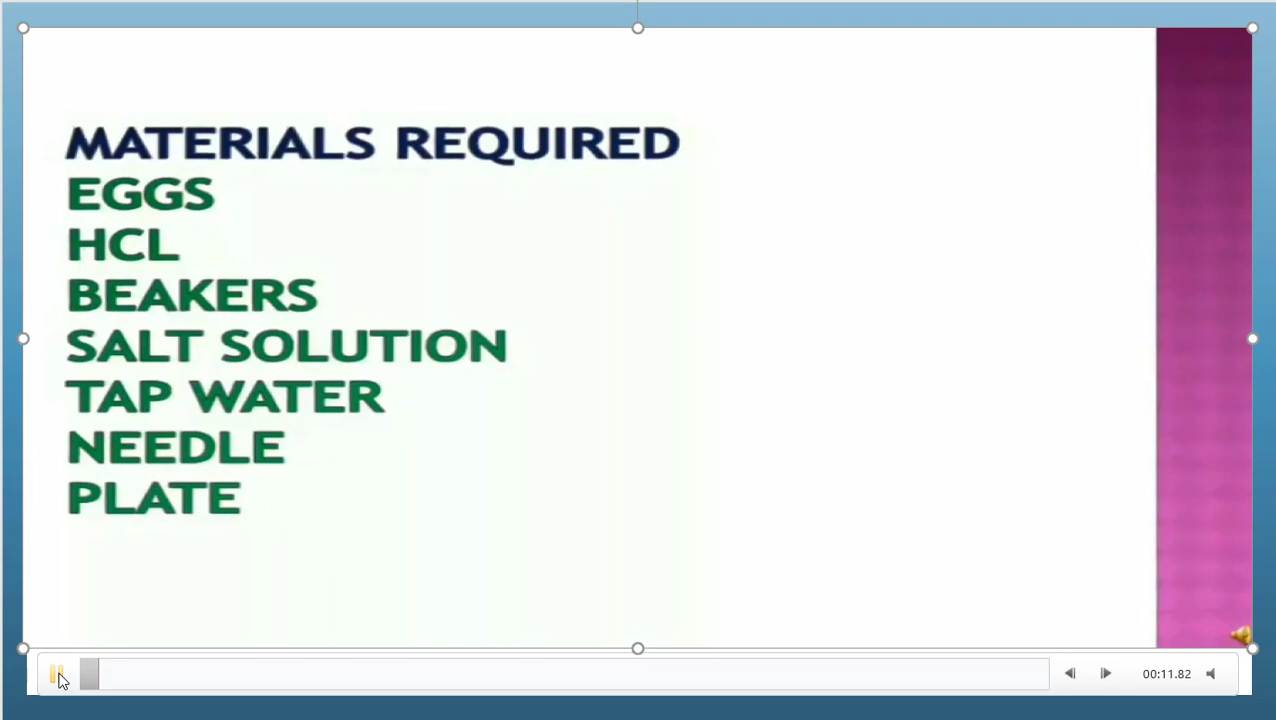 MATERIALS REQUIRED
EGGS
HCL
BEAKERS
SALT SOLUTION
TAP WATER
NEEDLE
PLATE
00:11.82